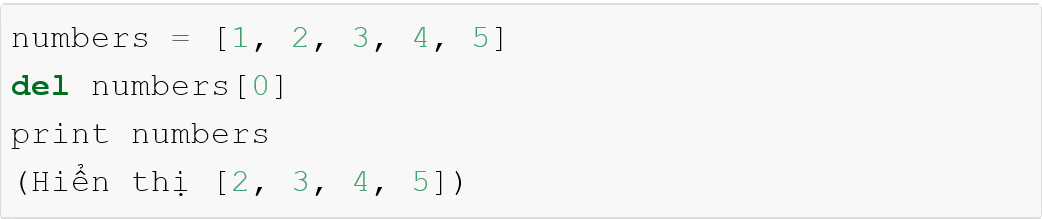 numbers = [1, 2, 3, 4, 5]
del numbers[0]
print numbers
(Hiển thị [2, 3, 4, 5])